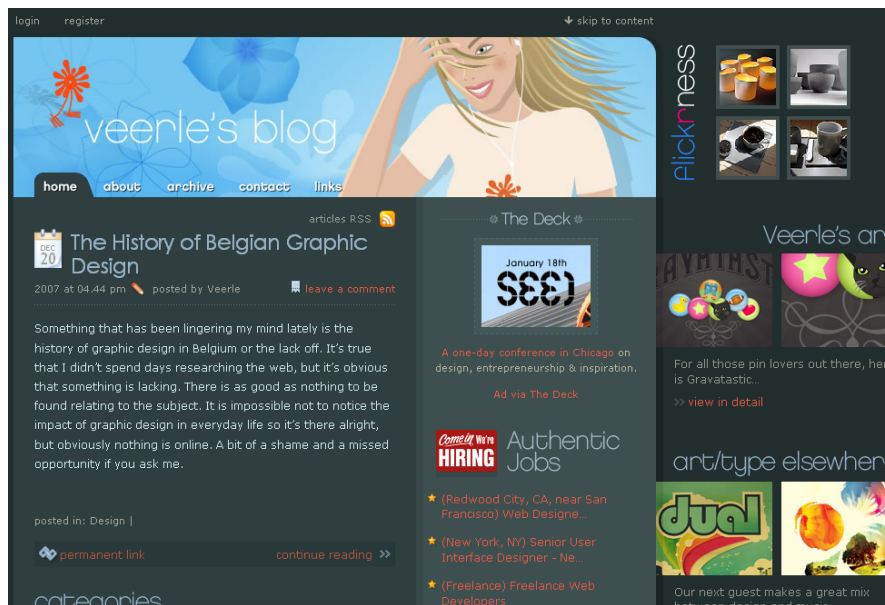 login register
skip to content
veerle's blog
home about archive contact links
flickrness
articles RSS
DEC
20
The History of Belgian Graphic
Design
2007 at 04.44 pm posted by Veerle leave a comment
Something that has been lingering my mind lately is the
history of graphic design in Belgium or the lack off. It's true
that I didn't spend days researching the web, but it's obvious
that something is lacking. There is as good as nothing to be
found relating to the subject. It is impossible not to notice the
impact of graphic design in everyday life so it's there alright,
but obviously nothing is online. A bit of a shame and a missed
opportunity if you ask me.
posted in: Design |
permanent link continue reading >>
categories
The Deck
January 18th
SEED
A one-day conference in Chicago on
design, entrepreneurship & inspiration.
Ad via The Deck
Come in We're
HIRING
Authentic
Jobs
(Redwood City, CA, near San
Francisco) Web Designe...
(New York, NY) Senior User
Interface Designer - Ne...
(Freelance) Freelance Web
Developers
Veerle's ar
For all those pin lovers out there, her
is Gravatastic...
>> view in detail
art/type elsewher
dual
Our next guest makes a great mix
between design and music